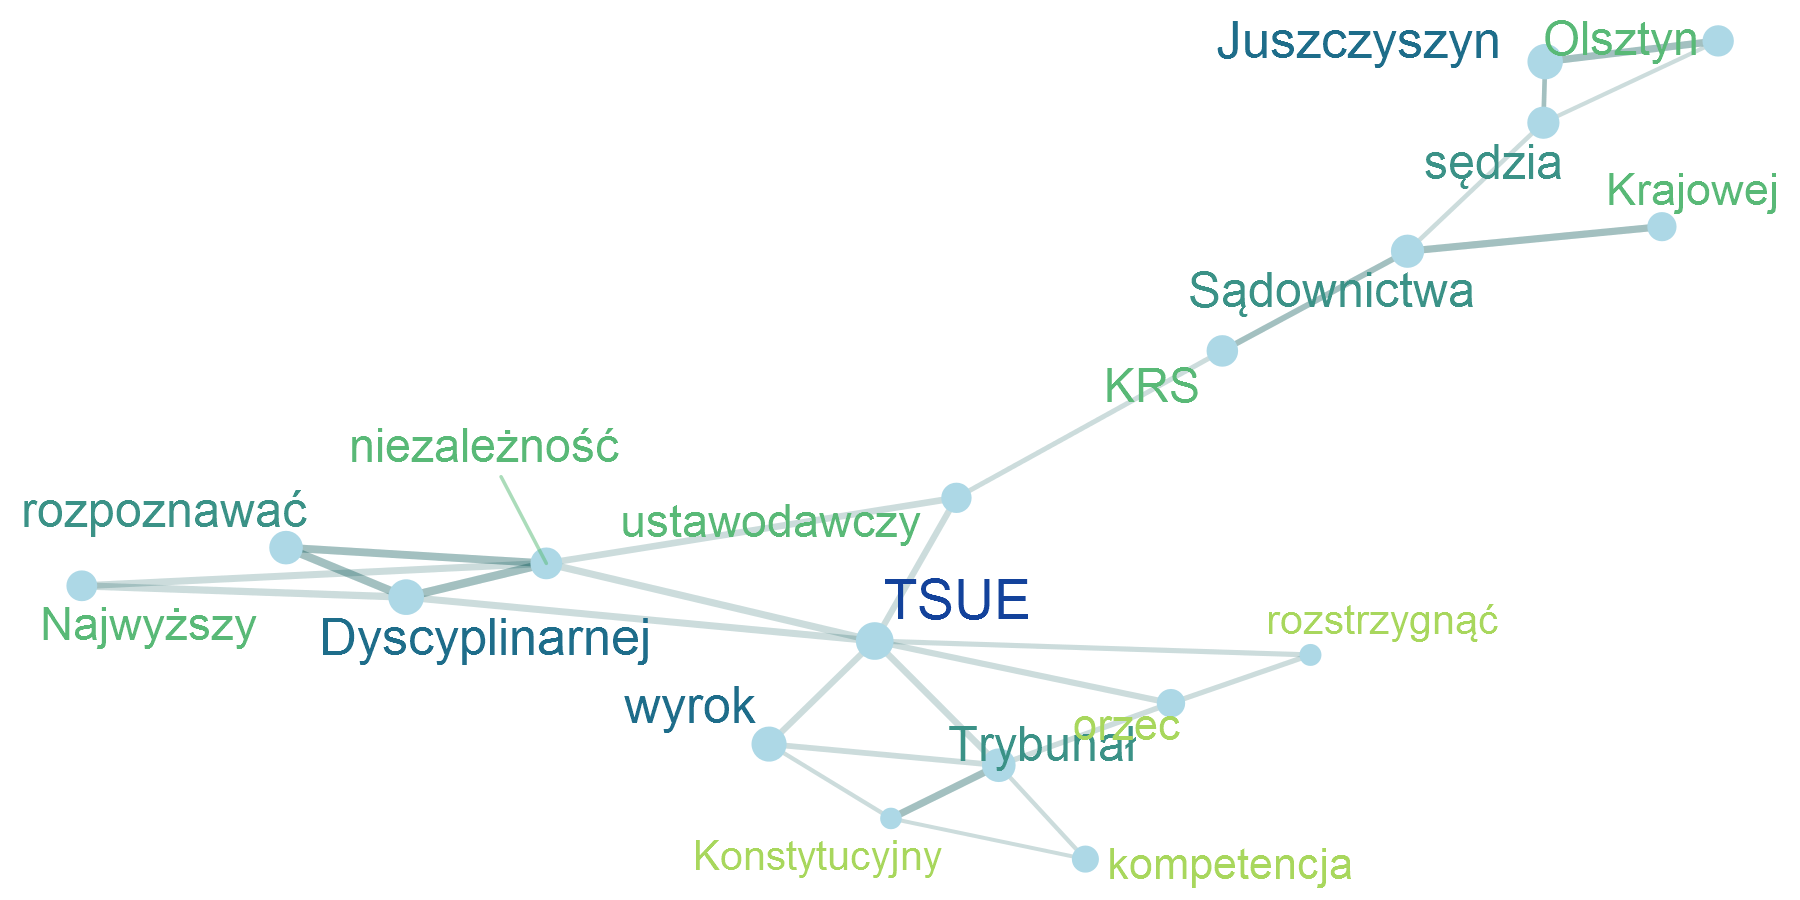 Juszczyszyn
Olsztyn
sędzia
Krajowej
Sądownictwa
KRS
niezależność
rozpoznawać
ustawodawczy
TSUE
Najwyższy
Dyscyplinarnej
rozstrzygnąć
wyrok
orzec
Trybunał
Konstytucyjny
kompetencja